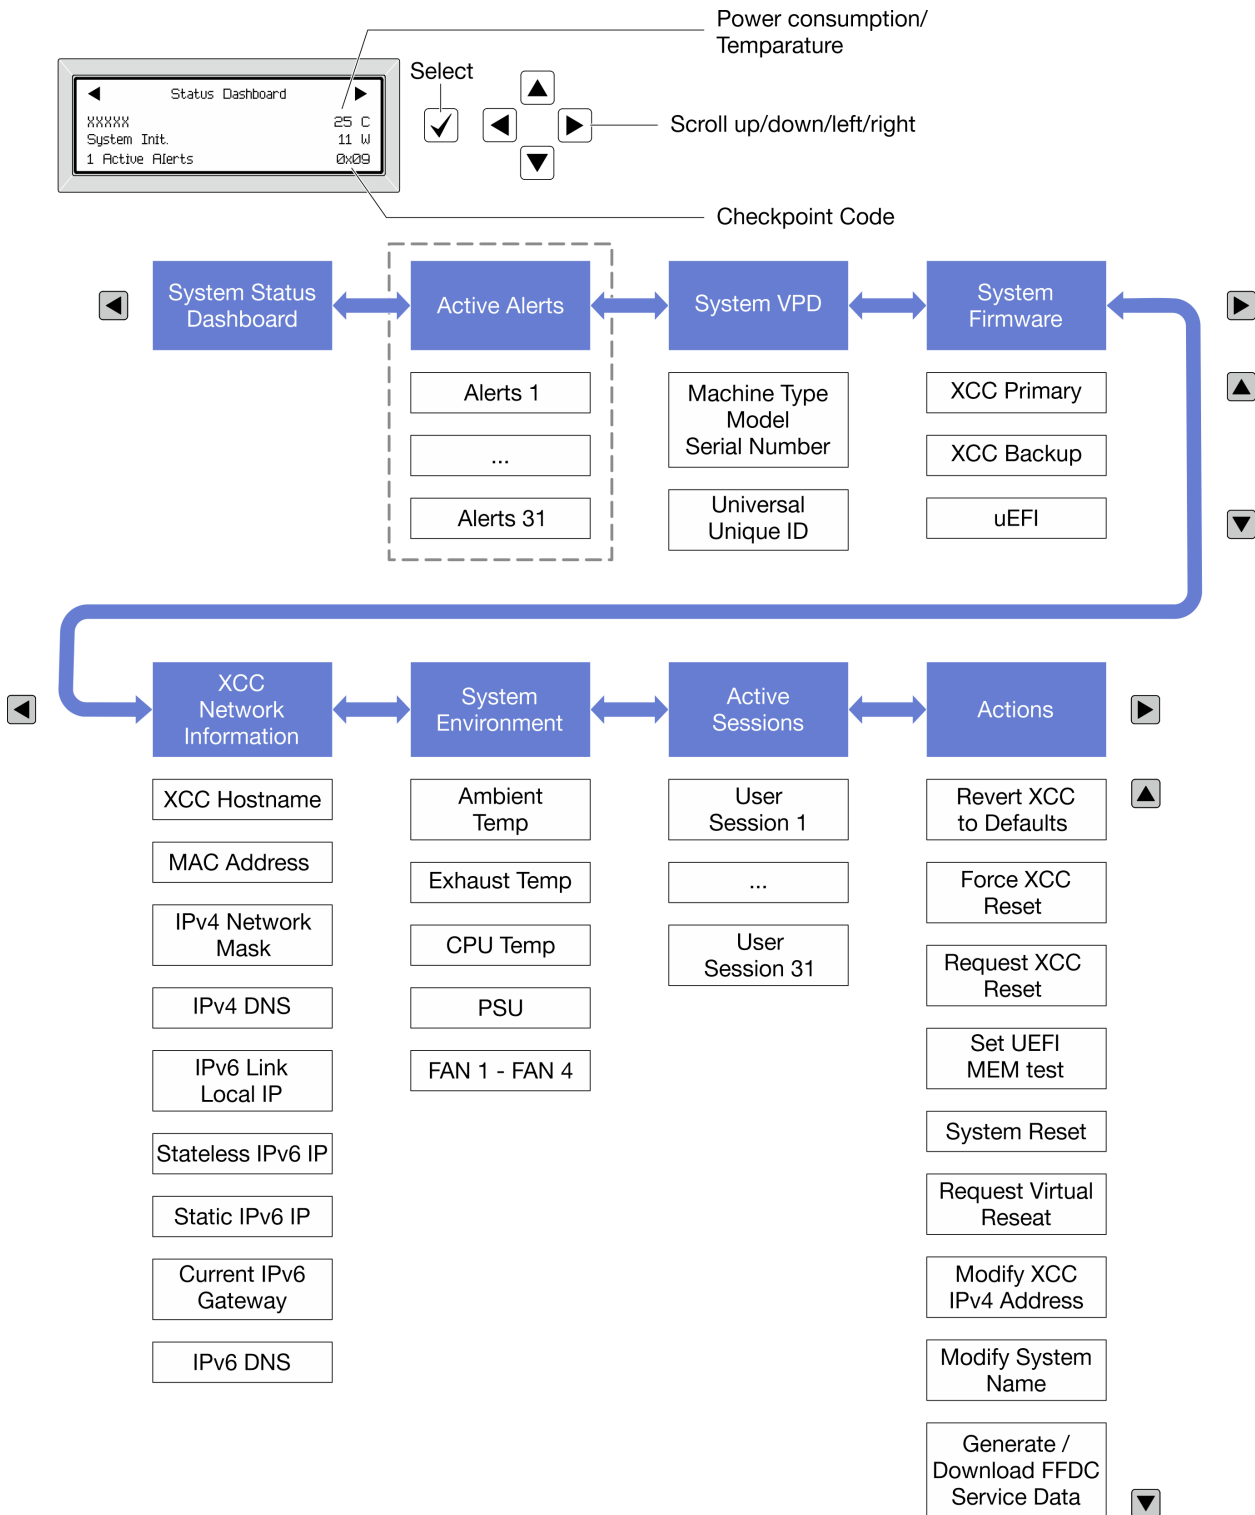 Power consumption/
Temparature
Select
Status Dashboard
XXXXX 25 C
System Init. 11 W
1 Active Alerts 0x09
Scroll up/down/left/right
Checkpoint Code
System Status
Dashboard
Active Alerts
Alerts 1
...
Alerts 31
System VPD
Machine Type
Model
Serial Number
Universal
Unique ID
System
Firmware
XCC Primary
XCC Backup
uEFI
XCC
Network
Information
XCC Hostname
MAC Address
IPv4 Network
Mask
IPv4 DNS
IPv6 Link
Local IP
Stateless IPv6 IP
Static IPv6 IP
Current IPv6
Gateway
IPv6 DNS
System
Environment
Ambient
Temp
Exhaust Temp
CPU Temp
PSU
FAN 1 - FAN 4
Active
Sessions
User
Session 1
...
User
Session 31
Actions
Revert XCC
to Defaults
Force XCC
Reset
Request XCC
Reset
Set UEFI
MEM test
System Reset
Request Virtual
Reseat
Modify XCC
IPv4 Address
Modify System
Name
Generate /
Download FFDC
Service Data